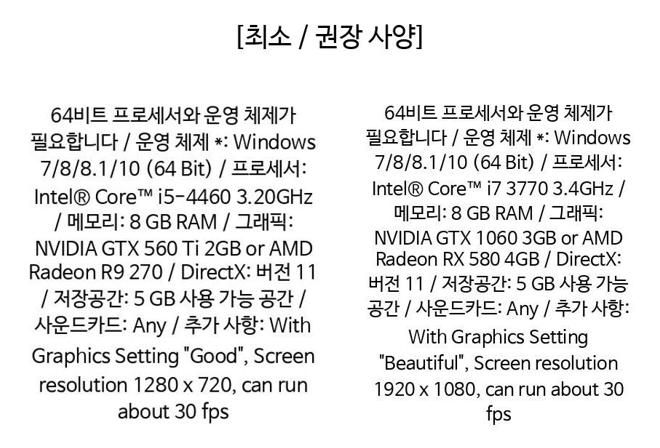 [최소 / 권장 사양]
64비트 프로세서와 운영 체제가
필요합니다 / 운영 체제 *: Windows
7/8/8.1/10 (64 Bit) / 프로세서:
Intel® Core™ i5-4460 3.20GHz
/ 메모리: 8 GB RAM / 그래픽:
NVIDIA GTX 560 Ti 2GB or AMD
Radeon R9 270 / DirectX: 버전 11
/ 저장공간: 5 GB 사용 가능 공간 /
사운드카드: Any / 추가 사항: With
Graphics Setting "Good", Screen
resolution 1280 x 720, can run
about 30 fps
64비트 프로세서와 운영 체제가
필요합니다 / 운영 체제 *: Windows
7/8/8.1/10 (64 Bit) / 프로세서:
Intel® Core™ i7 3770 3.4GHz /
메모리: 8 GB RAM / 그래픽:
NVIDIA GTX 1060 3GB or AMD
Radeon RX 580 4GB / DirectX:
버전 11 / 저장공간: 5 GB 사용 가능
공간 / 사운드카드: Any / 추가 사항:
With Graphics Setting
"Beautiful", Screen resolution
1920 x 1080, can run about 30
fps